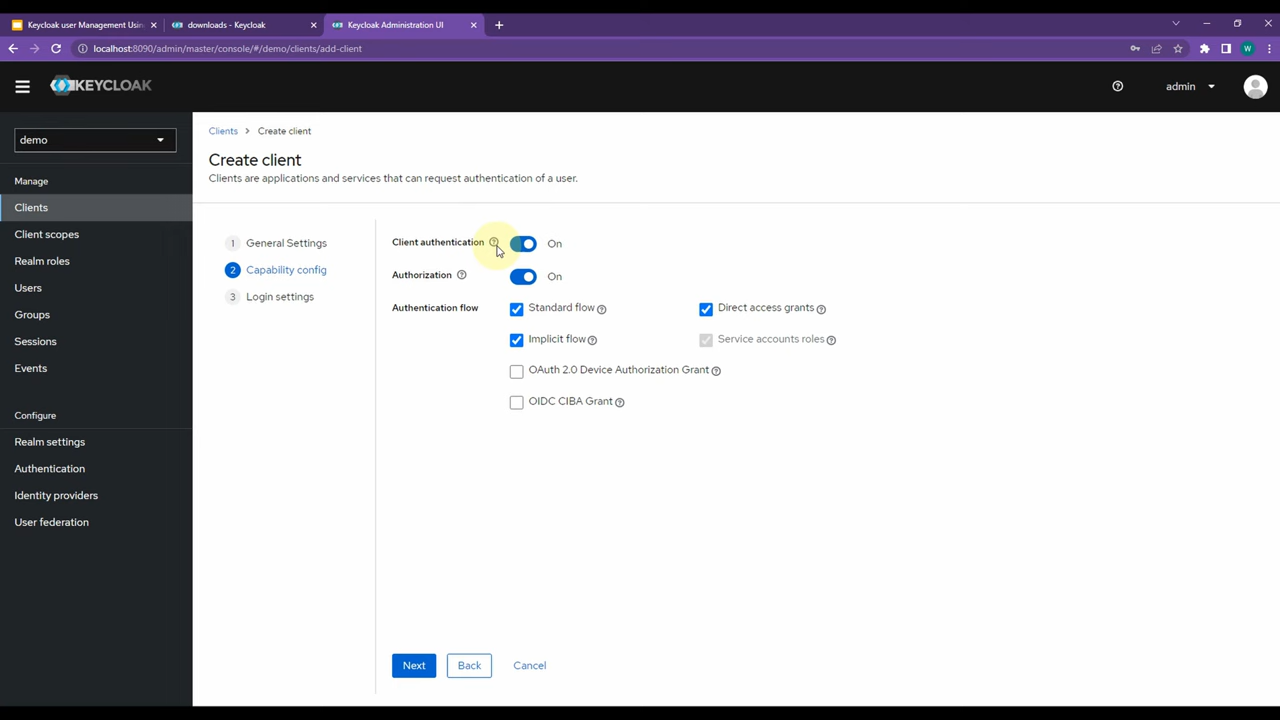 Keycloak user Management Usin
downloads - Keycloak
Keycloak Administration UI
localhost:8090/admin/master/console/#/demo/clients/add-client
W
KEYCLOAK
admin
demo
Manage
Clients
Client scopes
Realm roles
Users
Groups
Sessions
Events
Configure
Realm settings
Authentication
Identity providers
User federation
Clients > Create client
Create client
Clients are applications and services that can request authentication of a user.
1 General Settings
2 Capability config
3 Login settings
Client authentication On
Authorization On
Authentication flow
Standard flow
Direct access grants
Implicit flow
Service accounts roles
OAuth 2.0 Device Authorization Grant
OIDC CIBA Grant
Next
Back
Cancel